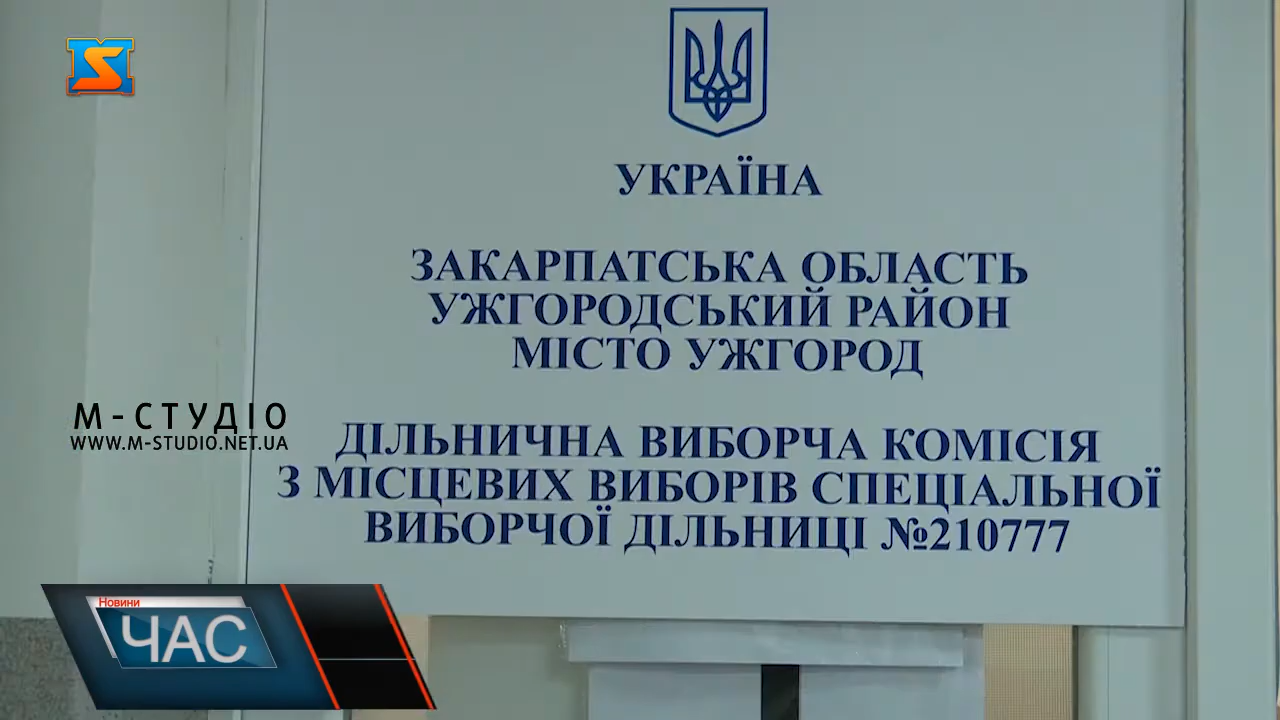 УКРАЇНА
ЗАКАРПАТСЬКА ОБЛАСТЬ
УЖГОРОДСЬКИЙ РАЙОН
МІСТО УЖГОРОД
ДІЛЬНИЧНА ВИБОРЧА КОМІСІЯ
З МІСЦЕВИХ ВИБОРІВ СПЕЦІАЛЬНОЇ
ВИБОРЧОЇ ДІЛЬНИЦІ №210777
М-СТУДІО
WWW.M-STUDIO.NET.UA
Новини
ЧАС